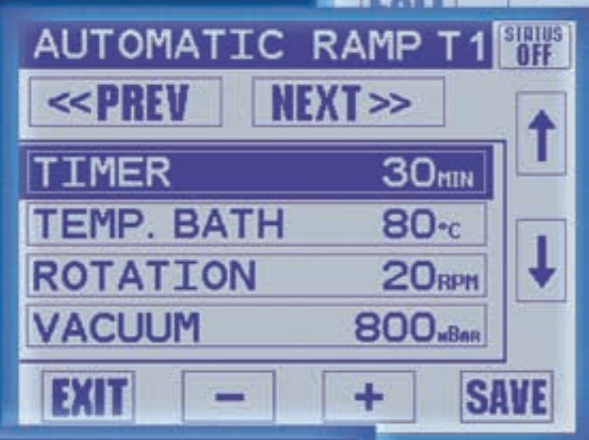 AUTOMATIC RAMP T1
STATUS
OFF
<<PREV NEXT>>
TIMER 30MIN
TEMP. BATH 80°C
ROTATION 20RPM
VACUUM 800mBAR
EXIT - + SAVE